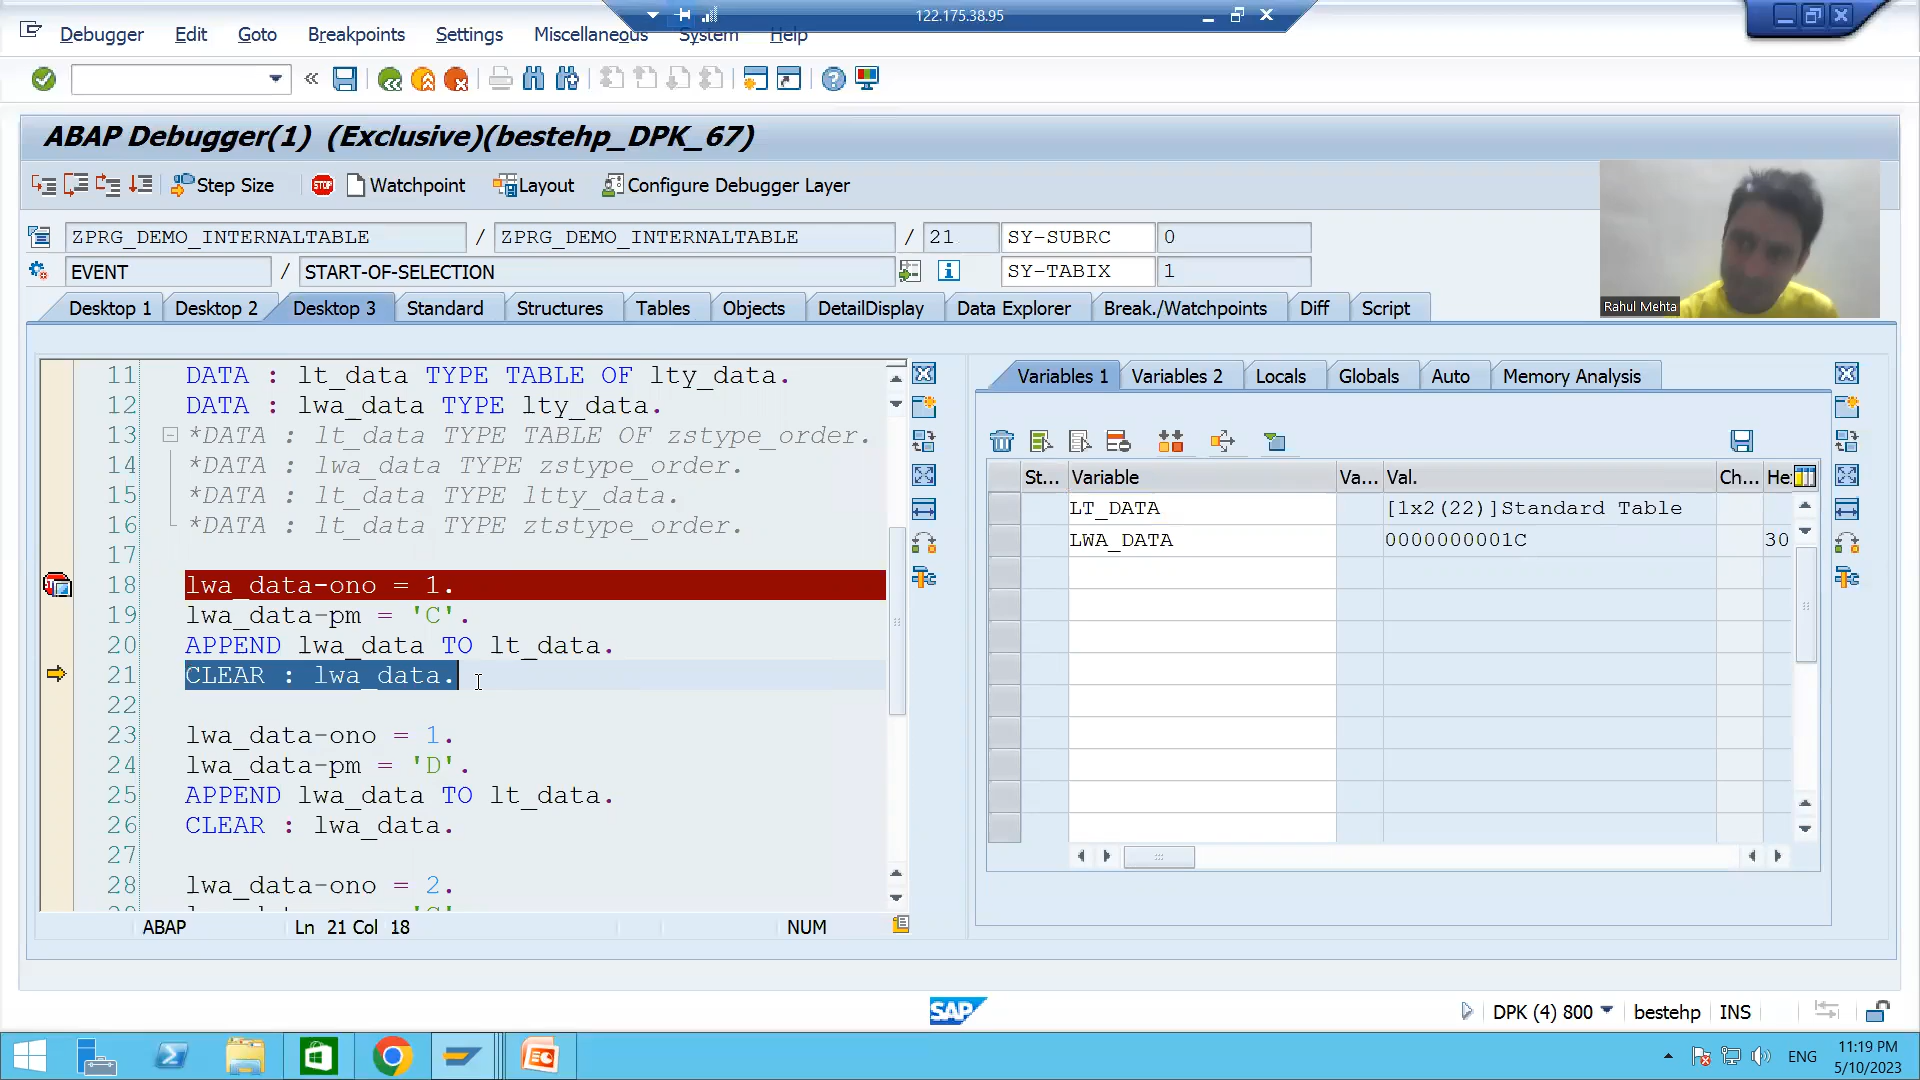 122.175.38.95
Debugger Edit Goto Breakpoints Settings Miscellaneous System Help
ABAP Debugger(1) (Exclusive)(bestehp_DPK_67)
Step Size STOP Watchpoint Layout Configure Debugger Layer
ZPRG_DEMO_INTERNALTABLE / ZPRG_DEMO_INTERNALTABLE / 21 SY-SUBRC 0
EVENT / START-OF-SELECTION SY-TABIX 1
Rahul Mehta
Desktop 1 Desktop 2 Desktop 3 Standard Structures Tables Objects DetailDisplay Data Explorer Break./Watchpoints Diff Script
11 DATA : lt_data TYPE TABLE OF lty_data.
12 DATA : lwa_data TYPE lty_data.
13 *DATA : lt_data TYPE TABLE OF zstype_order.
14 *DATA : lwa_data TYPE zstype_order.
15 *DATA : lt_data TYPE ltty_data.
16 *DATA : lt_data TYPE ztstype_order.
17
18 lwa_data-ono = 1.
19 lwa_data-pm = 'C'.
20 APPEND lwa_data TO lt_data.
21 CLEAR : lwa_data.
22
23 lwa_data-ono = 1.
24 lwa_data-pm = 'D'.
25 APPEND lwa_data TO lt_data.
26 CLEAR : lwa_data.
27
28 lwa_data-ono = 2.
ABAP Ln 21 Col 18 NUM
Variables 1 Variables 2 Locals Globals Auto Memory Analysis
St... Variable Va... Val. Ch... He
LT_DATA [1x2(22)]Standard Table
LWA_DATA 0000000001C 30
SAP DPK (4) 800 bestehp INS
ENG 11:19 PM
5/10/2023